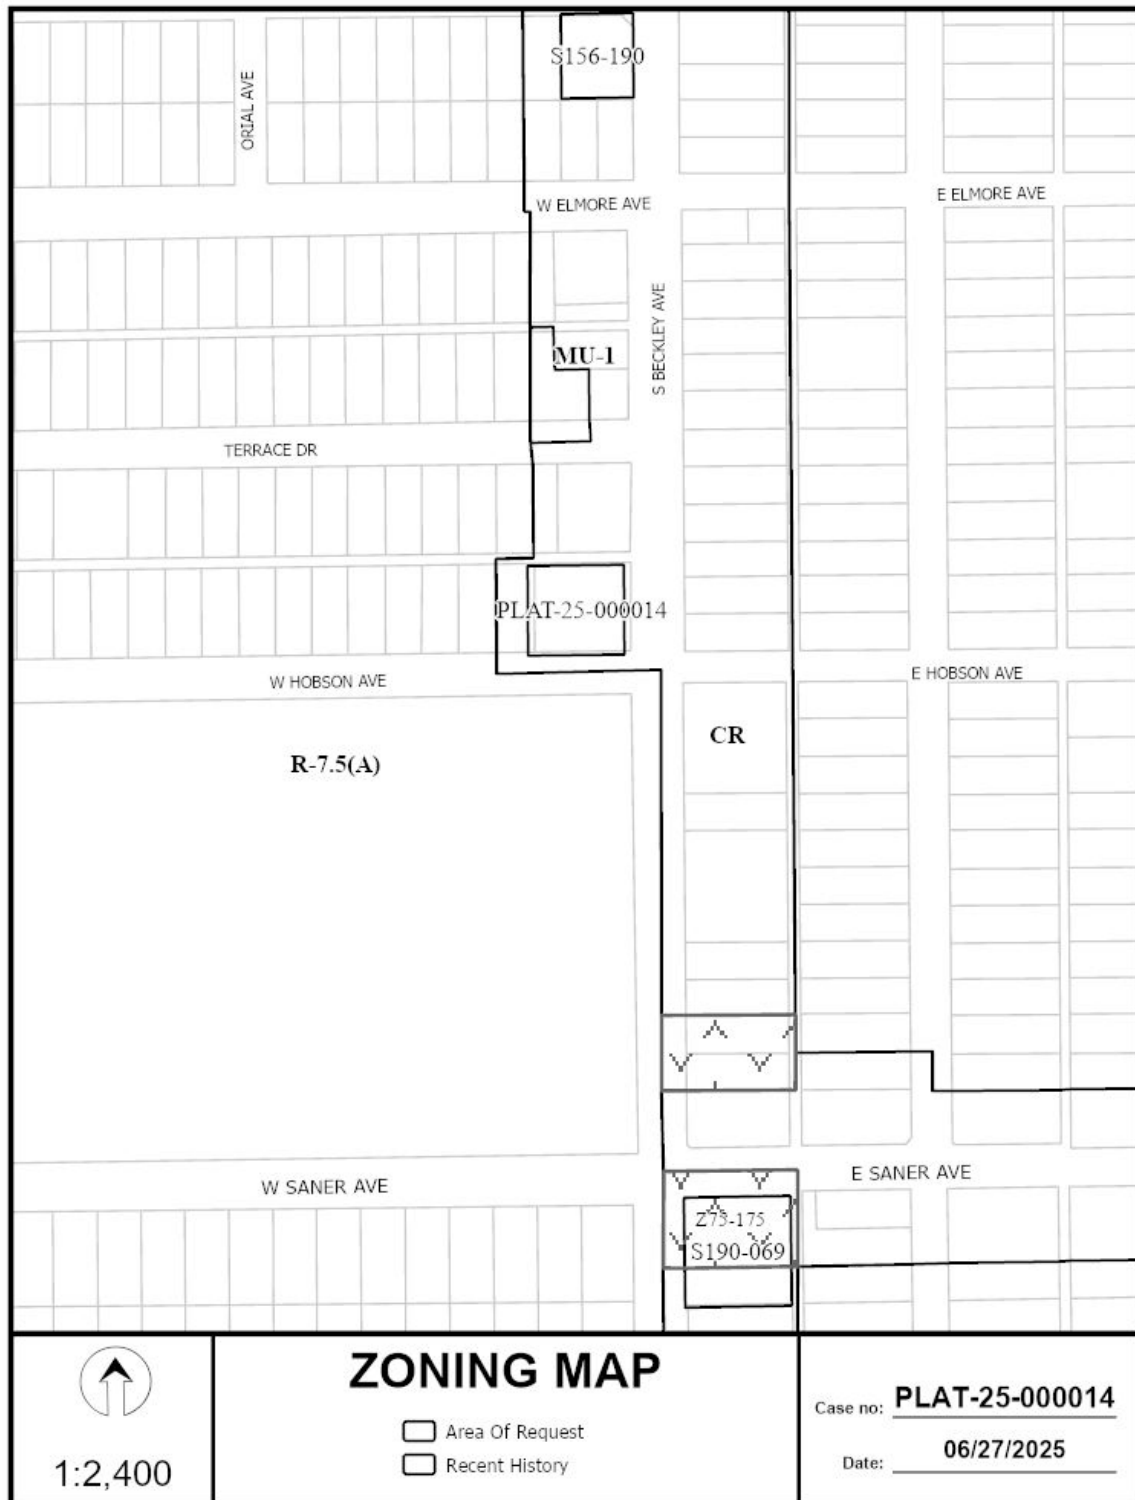 S156-190
ORIAL AVE
W ELMORE AVE
E ELMORE AVE
S BECKLEY AVE
MU-1
TERRACE DR
PLAT-25-000014
W HOBSON AVE
E HOBSON AVE
CR
R-7.5(A)
W SANER AVE
E SANER AVE
Z75-175
S190-069
1:2,400
ZONING MAP
Area Of Request
Recent History
Case no: PLAT-25-000014
Date: 06/27/2025